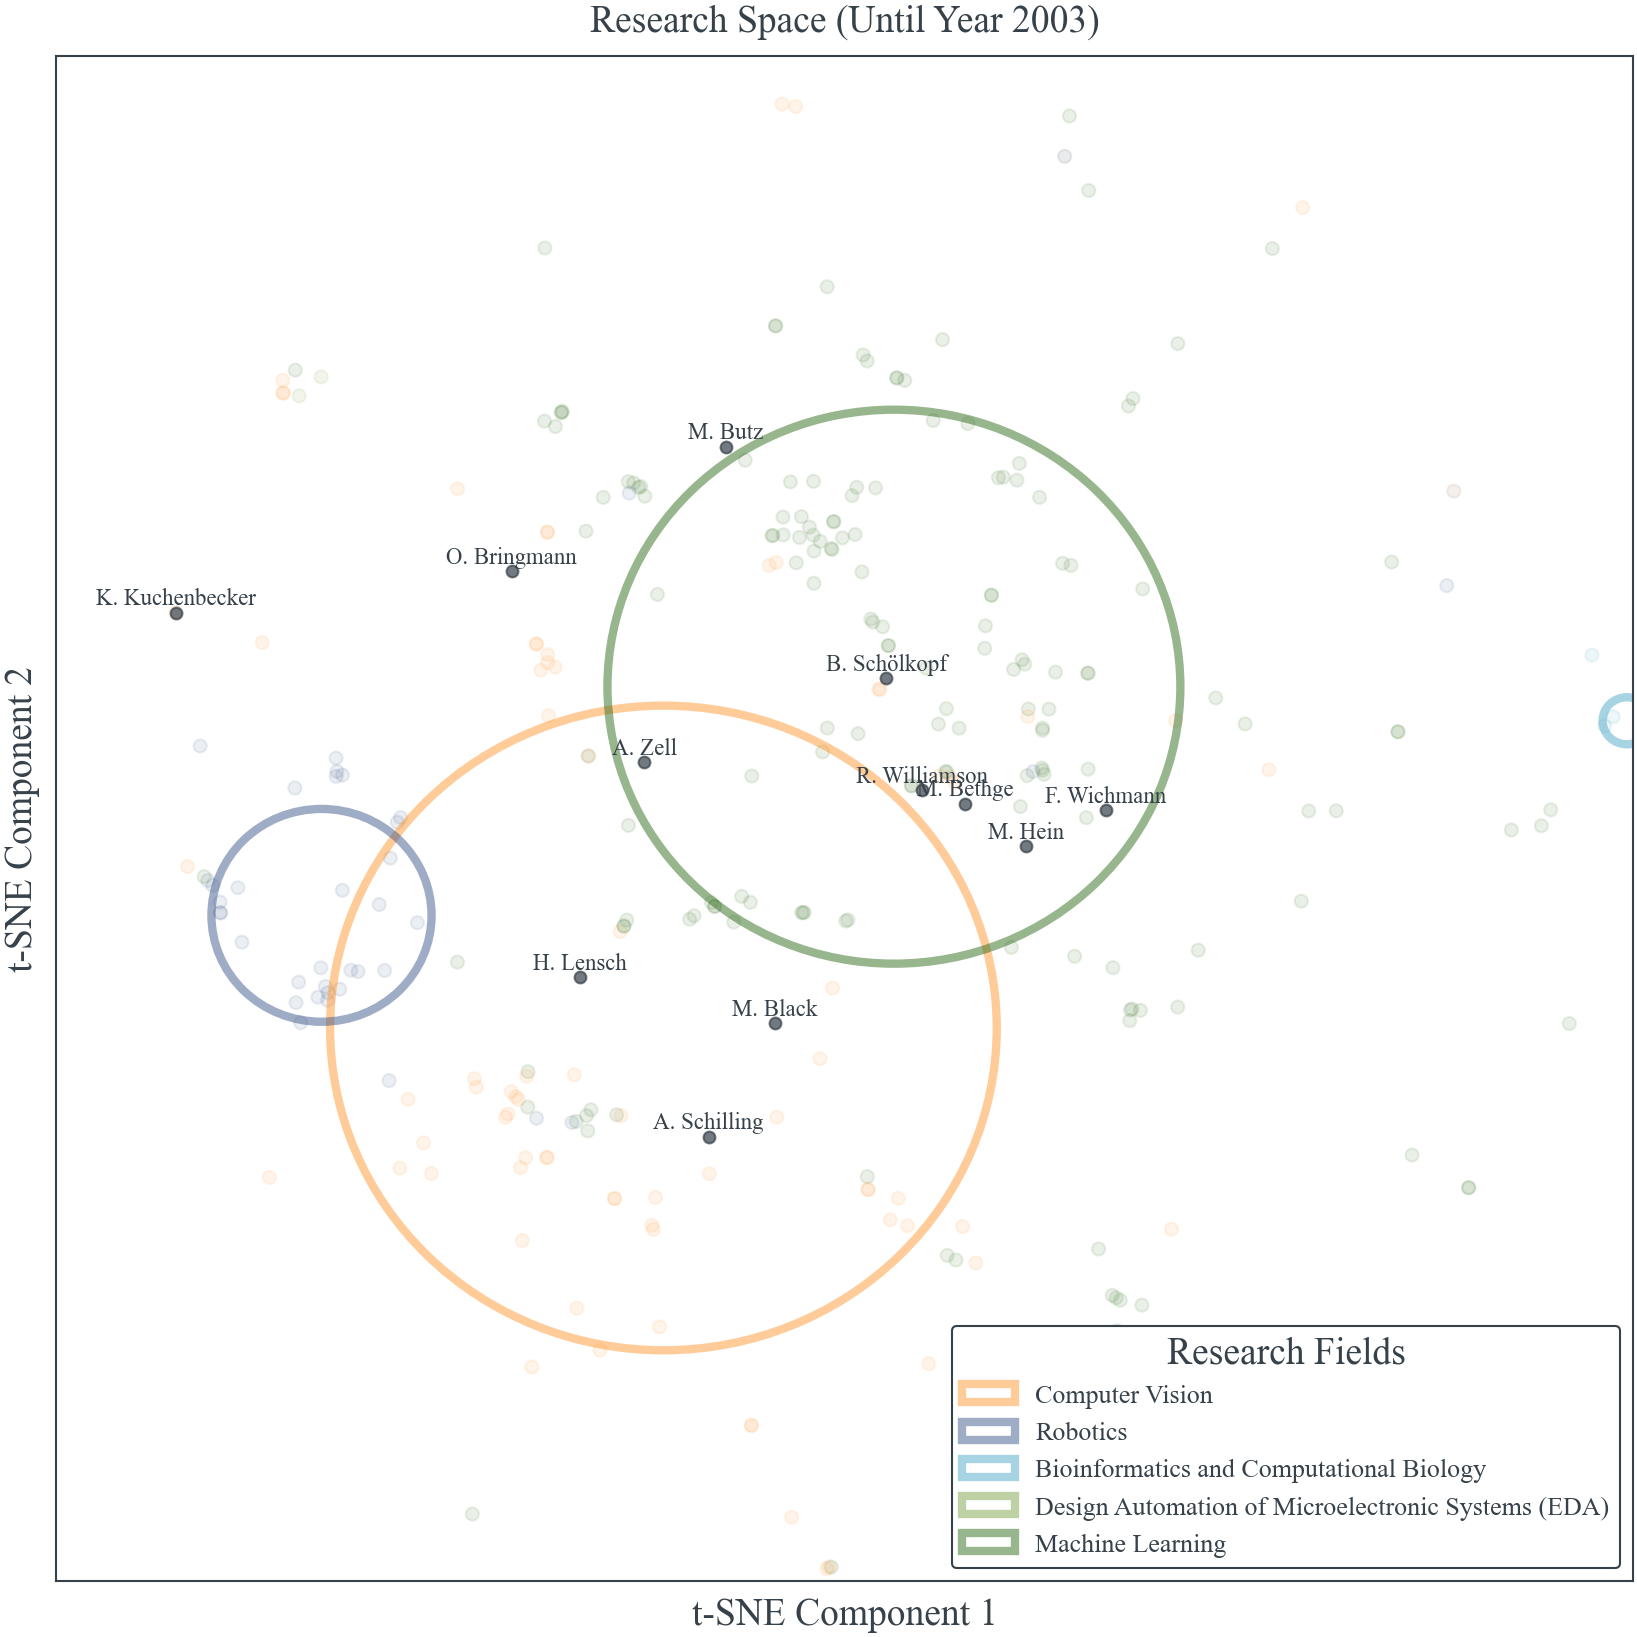 Research Space (Until Year 2003)
M. Butz
O. Bringmann
K. Kuchenbecker
B. Schölkopf
A. Zell
R. Williamson
M. Bethge
F. Wichmann
M. Hein
H. Lensch
M. Black
A. Schilling
t-SNE Component 2
Research Fields
Computer Vision
Robotics
Bioinformatics and Computational Biology
Design Automation of Microelectronic Systems (EDA)
Machine Learning
t-SNE Component 1